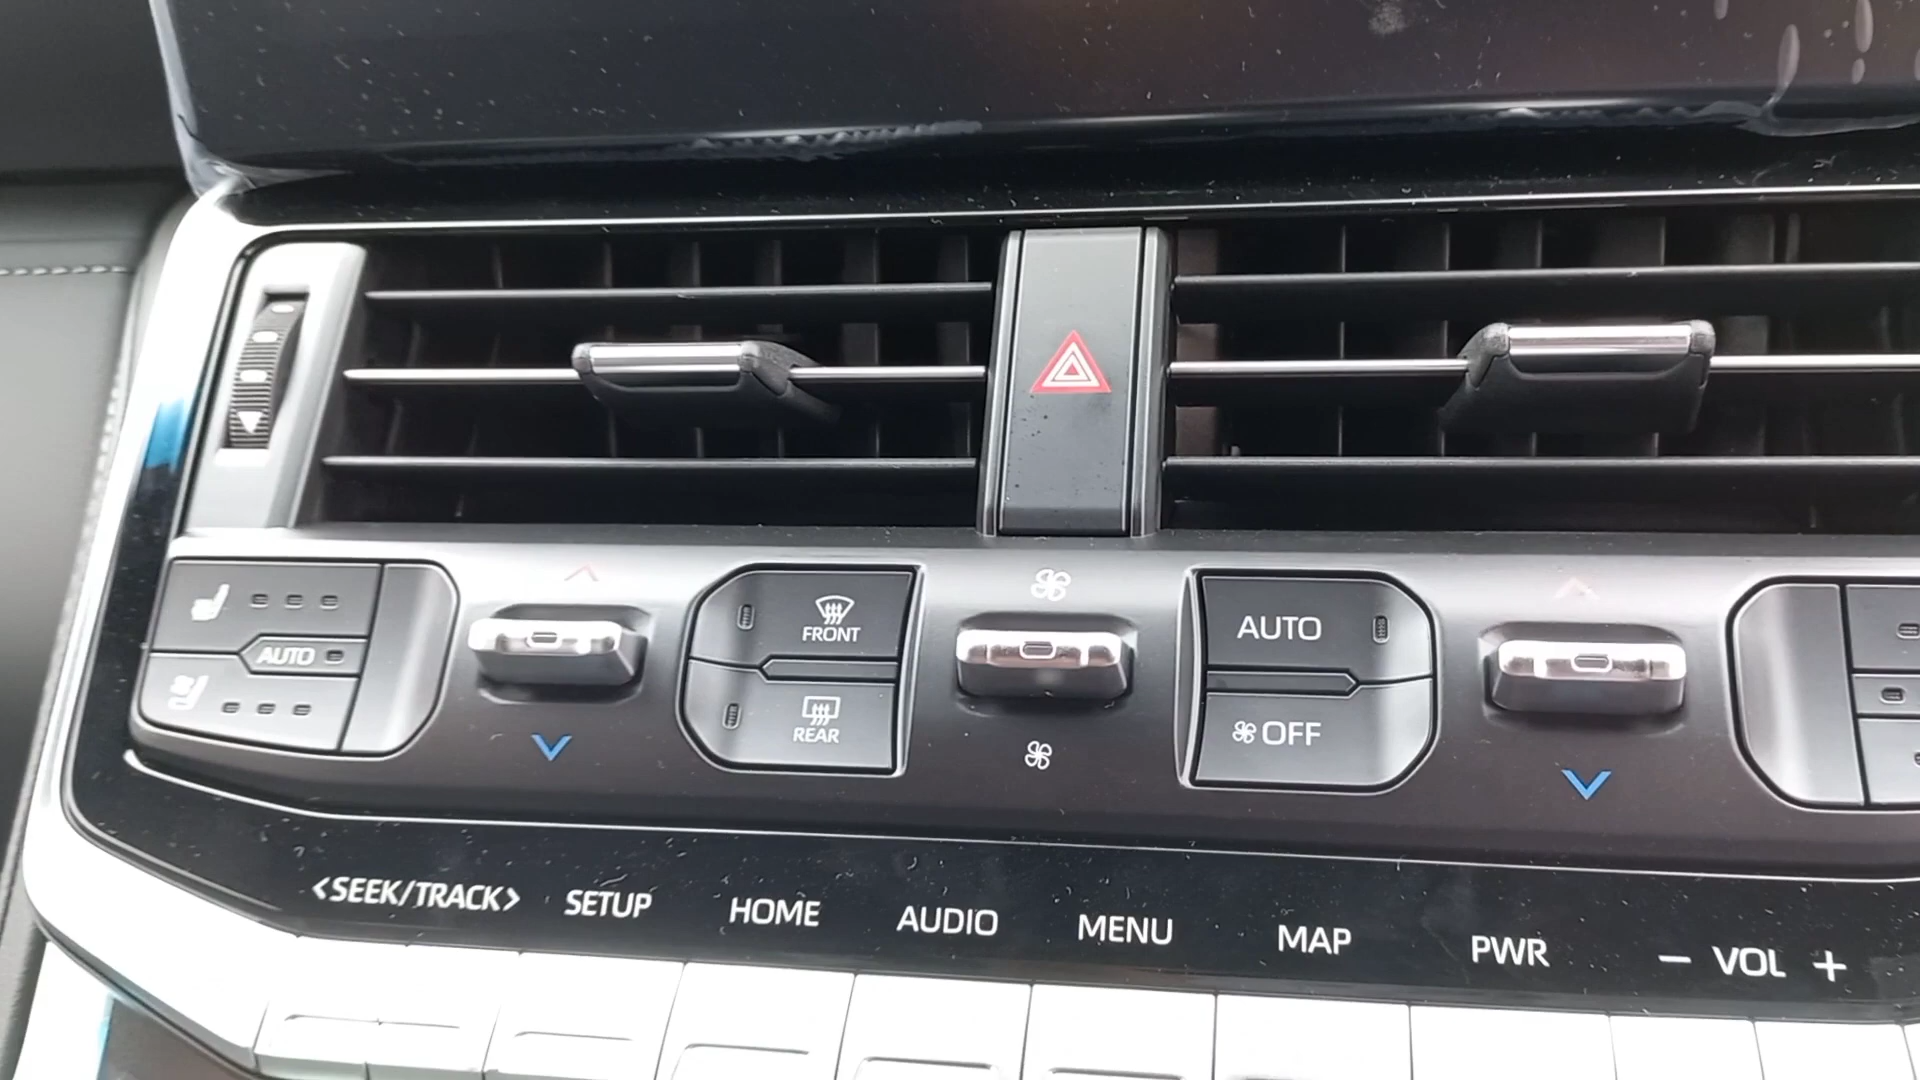 AUTO
FRONT
REAR
AUTO
OFF
<SEEK/TRACK> SETUP HOME AUDIO MENU MAP PWR - VOL +